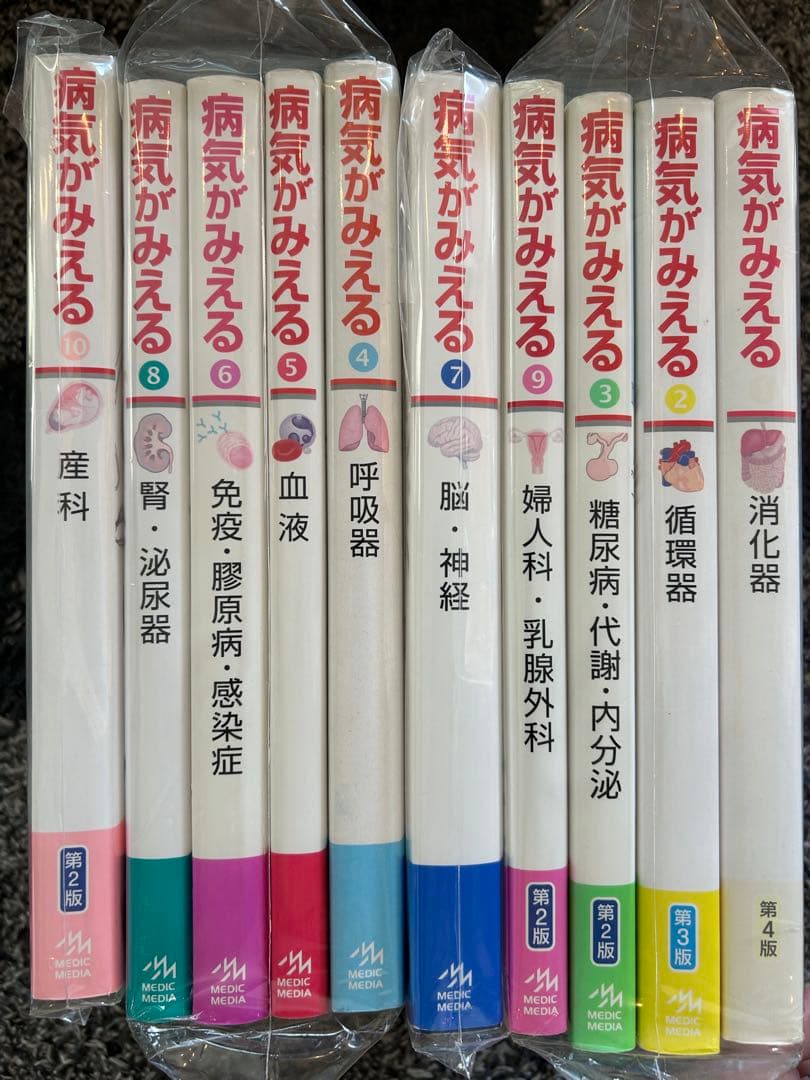 病気がみえる
10
産科
第2版
MEDIC
MEDIA
病気がみえる
8
腎・泌尿器
MEDIC
MEDIA
病気がみえる
6
免疫・膠原病・感染症
MEDIC
MEDIA
病気がみえる
5
血液
MEDIC
MEDIA
病気がみえる
4
呼吸器
MEDIC
MEDIA
病気がみえる
7
脳・神経
MEDIC
MEDIA
病気がみえる
9
婦人科・乳腺外科
第2版
MEDIC
MEDIA
病気がみえる
3
糖尿病・代謝・内分泌
第2版
MEDIC
MEDIA
病気がみえる
2
循環器
第3版
MEDIC
MEDIA
病気がみえる
消化器
第4版